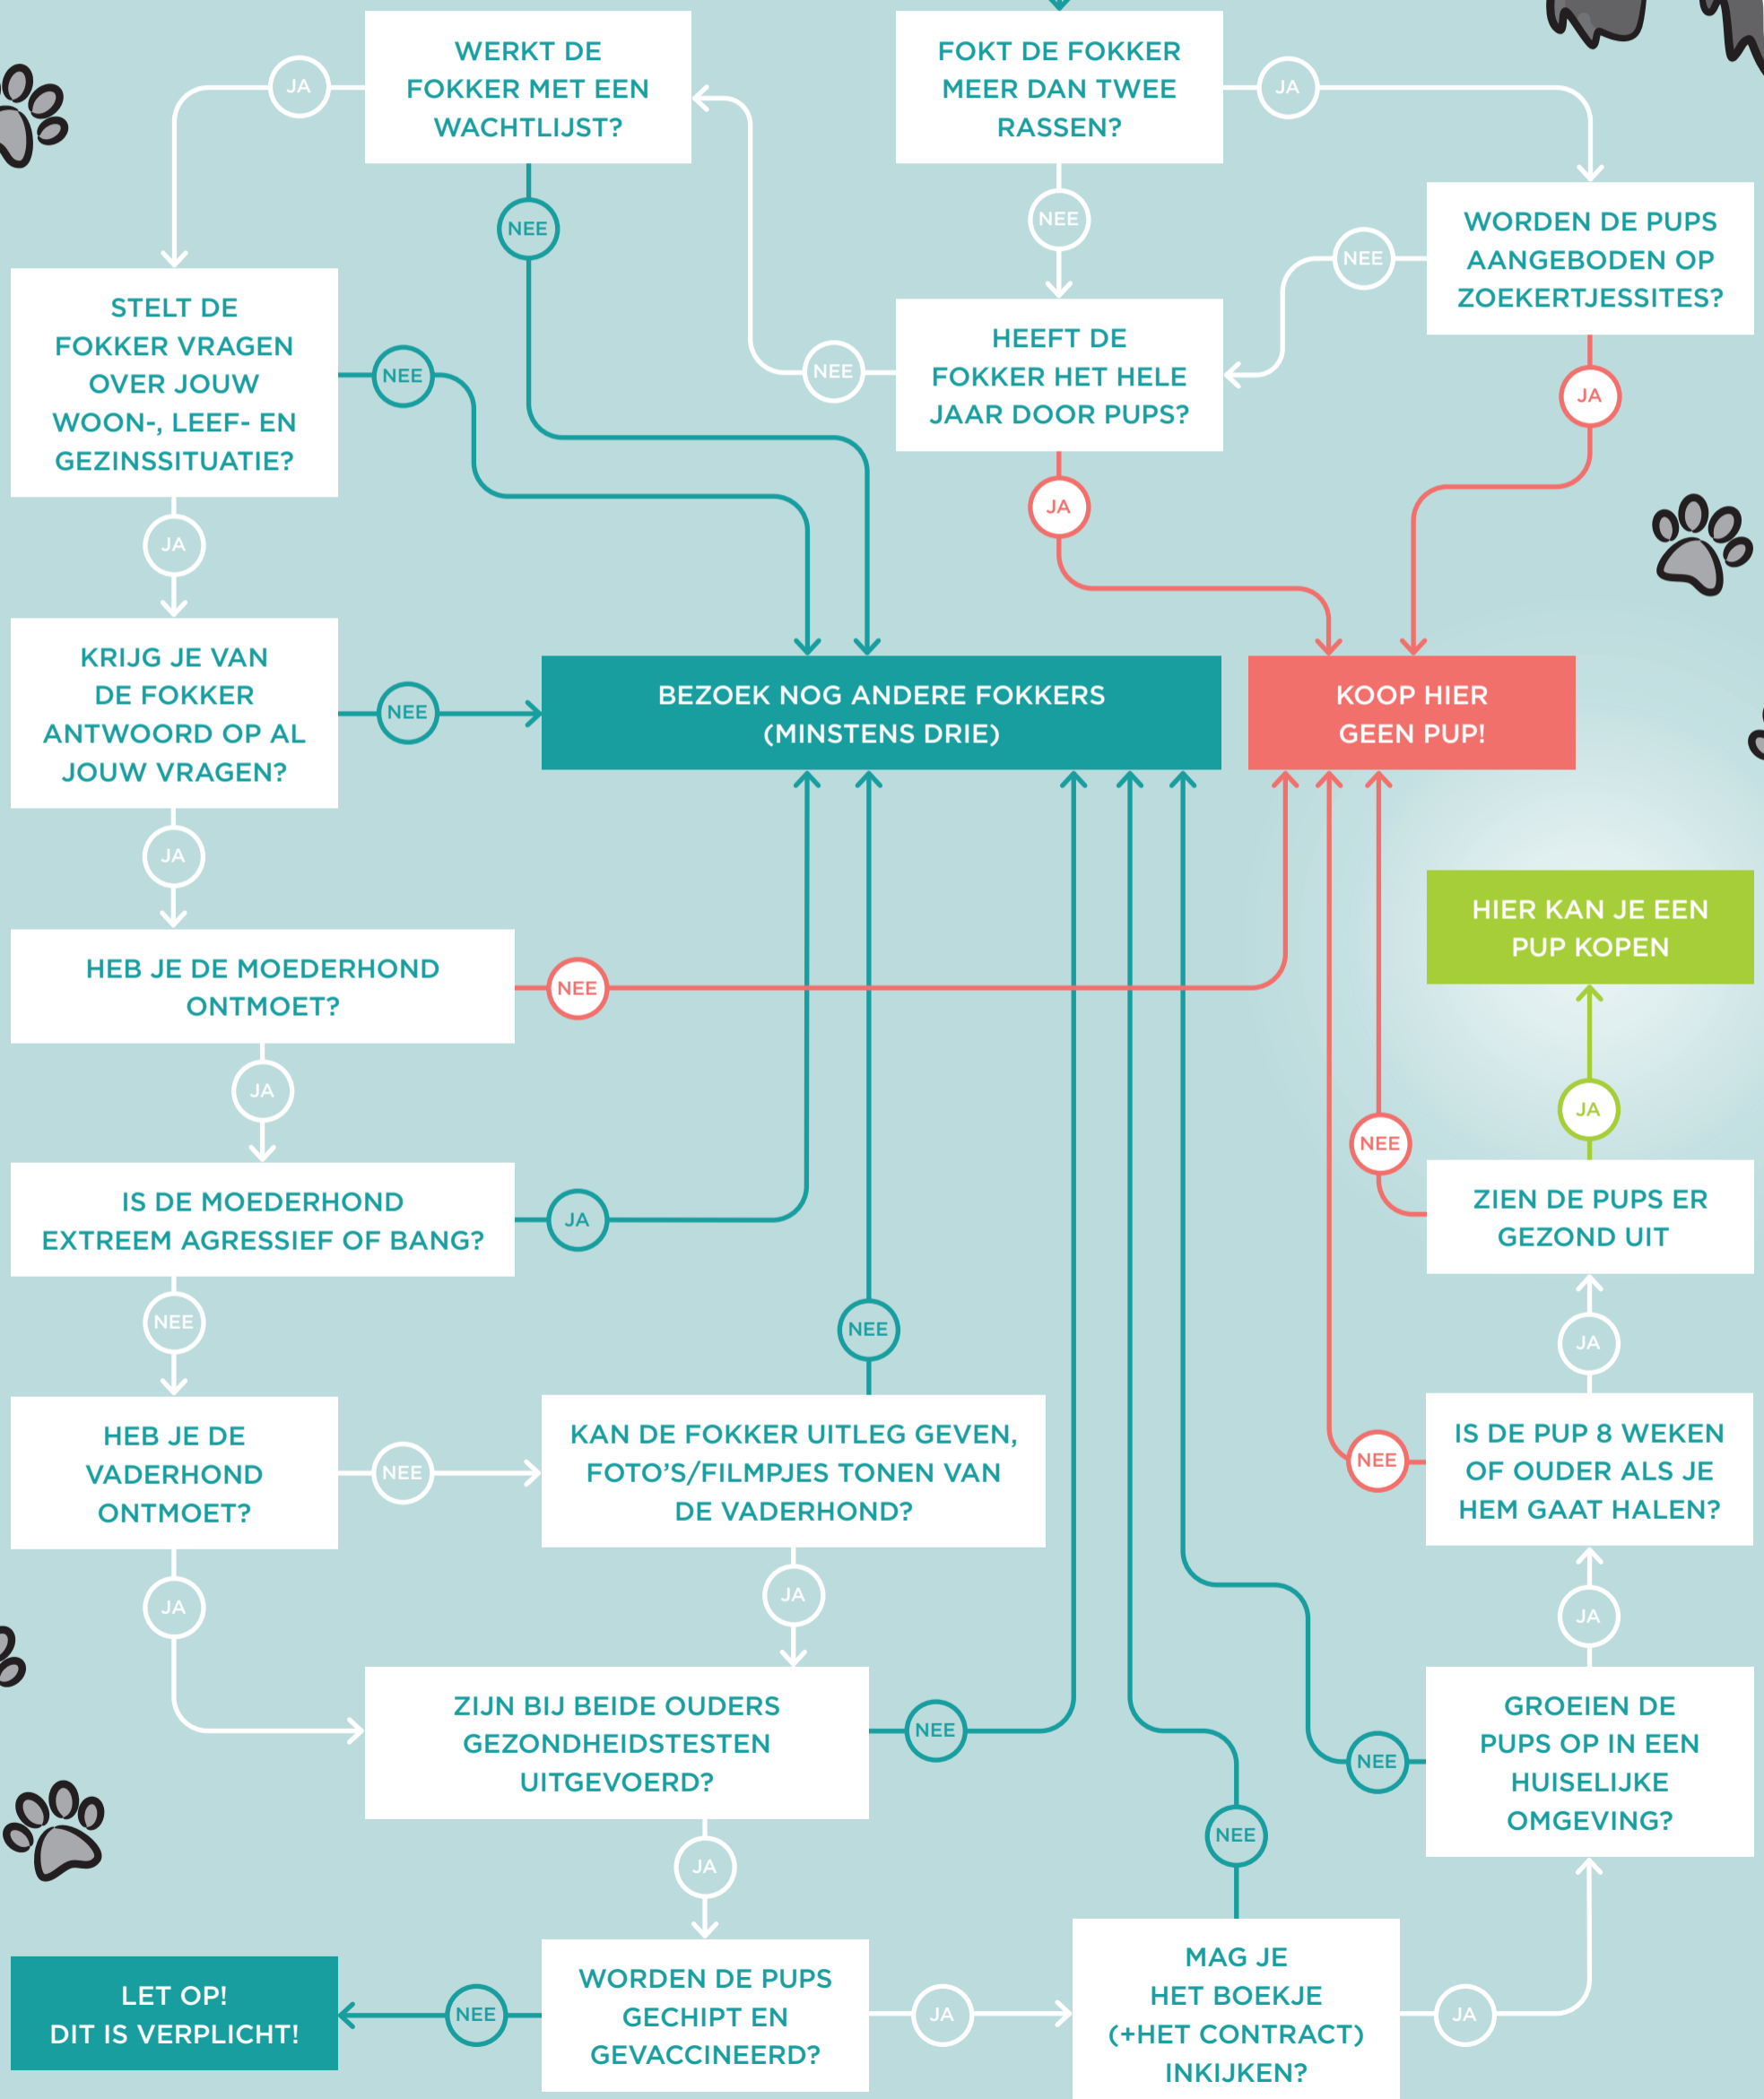 WERKT DE
FOKKER MET EEN
WACHTLIJST?
FOKT DE FOKKER
MEER DAN TWEE
RASSEN?
JA
JA
NEE
NEE
WORDEN DE PUPS
AANGEBODEN OP
ZOEKERTJESSITES?
NEE
STELT DE
FOKKER VRAGEN
OVER JOUW
WOON-, LEEF- EN
GEZINSSITUATIE?
NEE
NEE
HEEFT DE
FOKKER HET HELE
JAAR DOOR PUPS?
JA
JA
JA
KRIJG JE VAN
DE FOKKER
ANTWOORD OP AL
JOUW VRAGEN?
NEE
BEZOEK NOG ANDERE FOKKERS
(MINSTENS DRIE)
KOOP HIER
GEEN PUP!
JA
HIER KAN JE EEN
PUP KOPEN
HEB JE DE MOEDERHOND
ONTMOET?
NEE
JA
JA
NEE
IS DE MOEDERHOND
EXTREEM AGRESSIEF OF BANG?
JA
ZIEN DE PUPS ER
GEZOND UIT
NEE
NEE
JA
HEB JE DE
VADERHOND
ONTMOET?
NEE
KAN DE FOKKER UITLEG GEVEN,
FOTO'S/FILMPJES TONEN VAN
DE VADERHOND?
NEE
IS DE PUP 8 WEKEN
OF OUDER ALS JE
HEM GAAT HALEN?
JA
JA
JA
ZIJN BIJ BEIDE OUDERS
GEZONDHEIDSTESTEN
UITGEVOERD?
NEE
NEE
GROEIEN DE
PUPS OP IN EEN
HUISELIJKE
OMGEVING?
JA
NEE
LET OP!
DIT IS VERPLICHT!
NEE
WORDEN DE PUPS
GECHIPT EN
GEVACCINEERD?
JA
MAG JE
HET BOEKJE
(+HET CONTRACT)
INKIJKEN?
JA